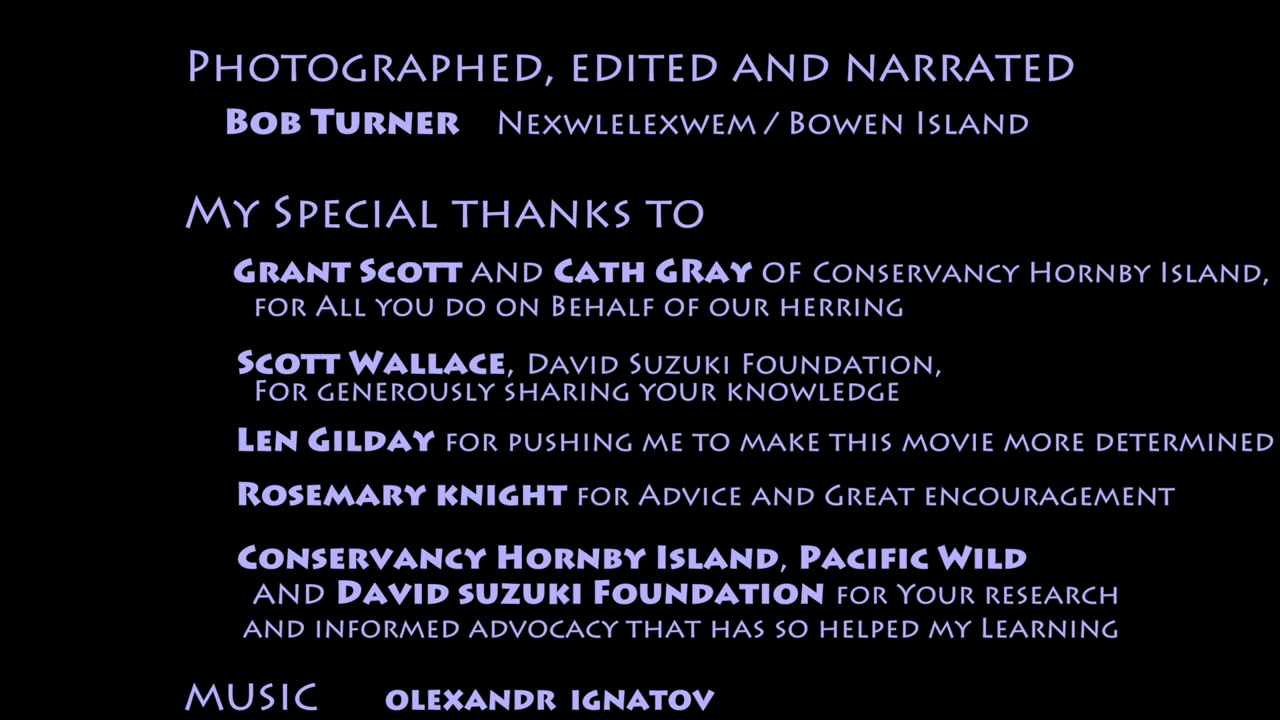 Photographed, edited and narrated
Bob Turner Nexwlelexwem / Bowen Island
My Special thanks to
Grant Scott and Cath GRay of Conservancy Hornby Island,
for All you do on Behalf of our herring
Scott Wallace, David Suzuki Foundation,
For generously sharing your knowledge
Len Gilday for pushing me to make this movie more determined
Rosemary knight for Advice and Great encouragement
Conservancy Hornby Island, Pacific Wild
and David suzuki Foundation for Your research
and informed advocacy that has so helped my Learning
music olexandr ignatov